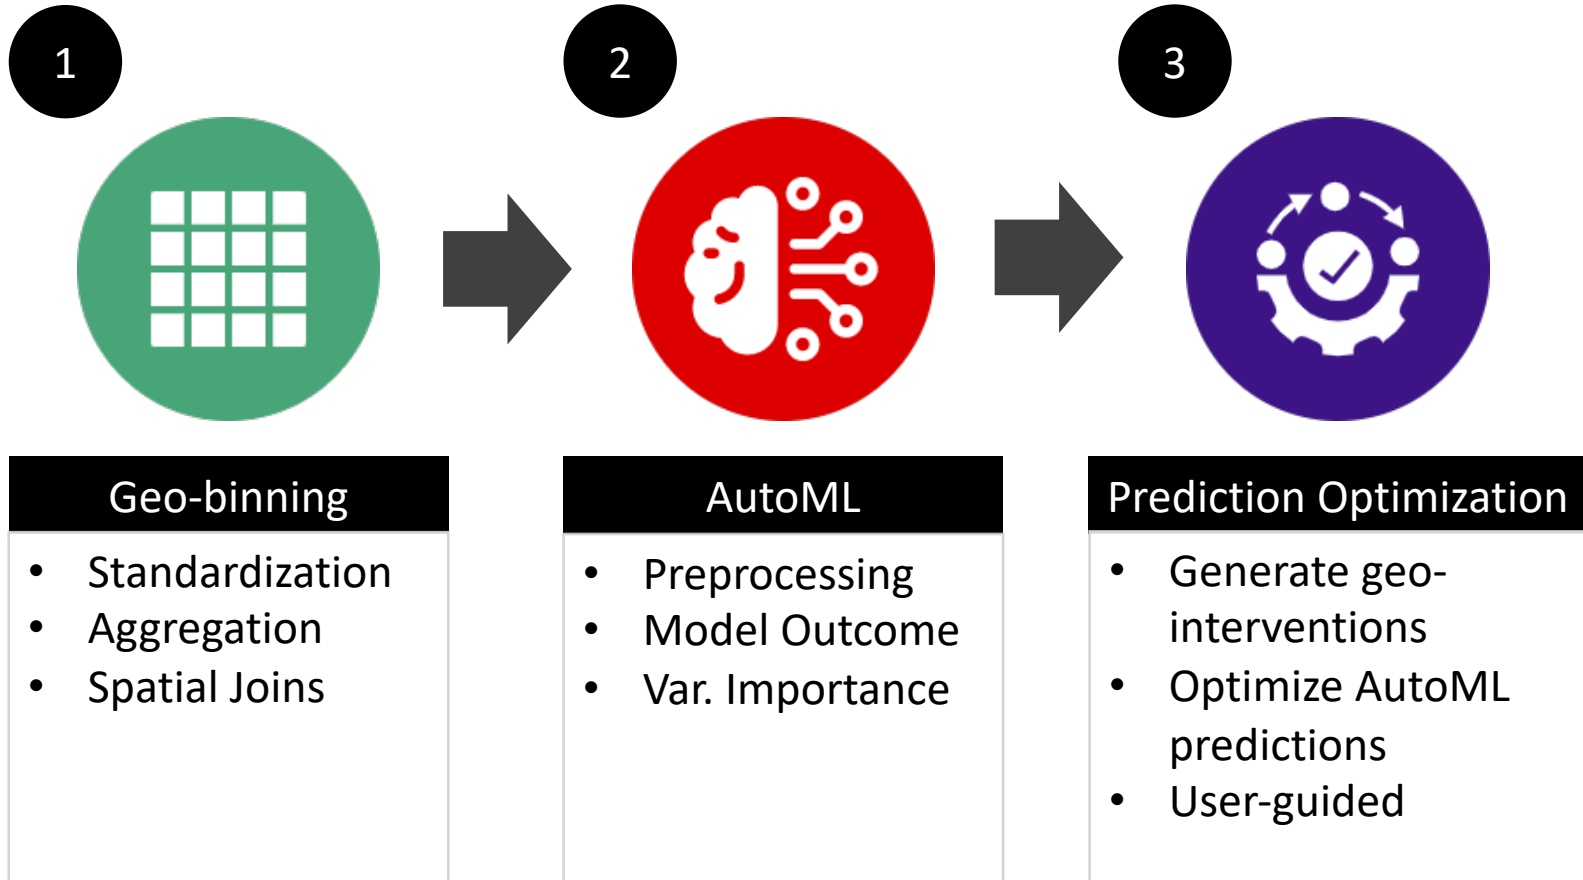 1
2
3
Geo-binning
• Standardization
• Aggregation
• Spatial Joins
AutoML
• Preprocessing
• Model Outcome
• Var. Importance
Prediction Optimization
• Generate geo-
interventions
• Optimize AutoML
predictions
• User-guided